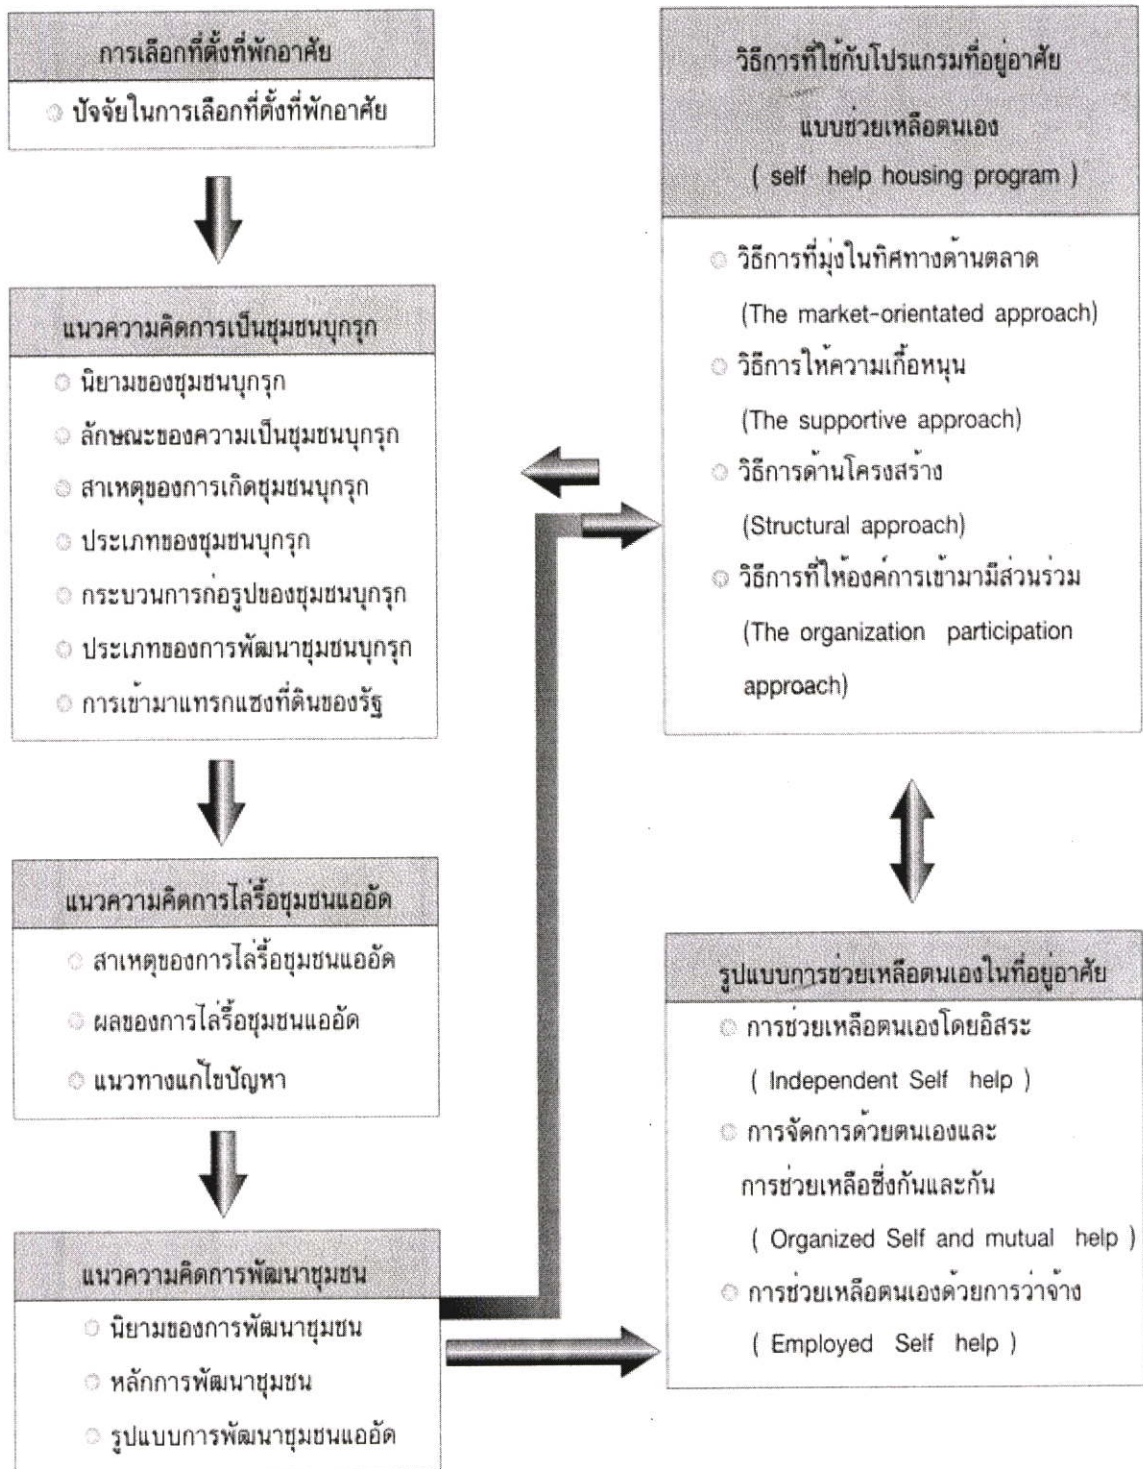 การเลือกที่ตั้งที่พักอาศัย
ปัจจัยในการเลือกที่ตั้งที่พักอาศัย
แนวความคิดการเป็นชุมชนบุกรุก
นิยามของชุมชนบุกรุก
ลักษณะของความเป็นชุมชนบุกรุก
สาเหตุของการเกิดชุมชนบุกรุก
ประเภทของชุมชนบุกรุก
กระบวนการก่อรูปของชุมชนบุกรุก
ประเภทของการพัฒนาชุมชนบุกรุก
การเข้ามาแทรกแซงที่ดินของรัฐ
แนวความคิดการไล่รื้อชุมชนแออัด
สาเหตุของการไล่รื้อชุมชนแออัด
ผลของการไล่รื้อชุมชนแออัด
แนวทางแก้ไขปัญหา
แนวความคิดการพัฒนาชุมชน
นิยามของการพัฒนาชุมชน
หลักการพัฒนาชุมชน
รูปแบบการพัฒนาชุมชนแออัด
วิธีการที่ใช้กับโปรแกรมที่อยู่อาศัย
แบบช่วยเหลือตนเอง
( self help housing program )
วิธีการที่มุ่งในทิศทางด้านตลาด
(The market-orientated approach)
วิธีการให้ความเกื้อหนุน
(The supportive approach)
วิธีการด้านโครงสร้าง
(Structural approach)
วิธีการที่ให้องค์การเข้ามามีส่วนร่วม
(The organization participation
approach)
รูปแบบการช่วยเหลือตนเองในที่อยู่อาศัย
การช่วยเหลือตนเองโดยอิสระ
( Independent Self help )
การจัดการด้วยตนเองและ
การช่วยเหลือซึ่งกันและกัน
( Organized Self and mutual help )
การช่วยเหลือตนเองด้วยการว่าจ้าง
( Employed Self help )